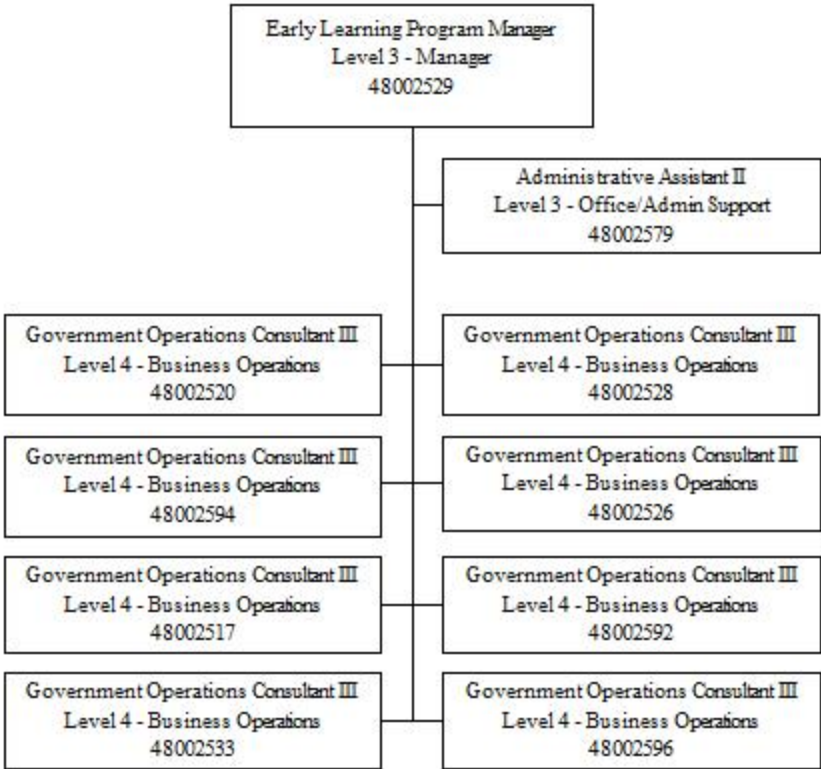 Early Learning Program Manager
Level 3 - Manager
48002529
Administrative Assistant II
Level 3 - Office/Admin Support
48002579
Government Operations Consultant III
Level 4 - Business Operations
48002520
Government Operations Consultant III
Level 4 - Business Operations
48002528
Government Operations Consultant III
Level 4 - Business Operations
48002594
Government Operations Consultant III
Level 4 - Business Operations
48002526
Government Operations Consultant III
Level 4 - Business Operations
48002517
Government Operations Consultant III
Level 4 - Business Operations
48002592
Government Operations Consultant III
Level 4 - Business Operations
48002533
Government Operations Consultant III
Level 4 - Business Operations
48002596